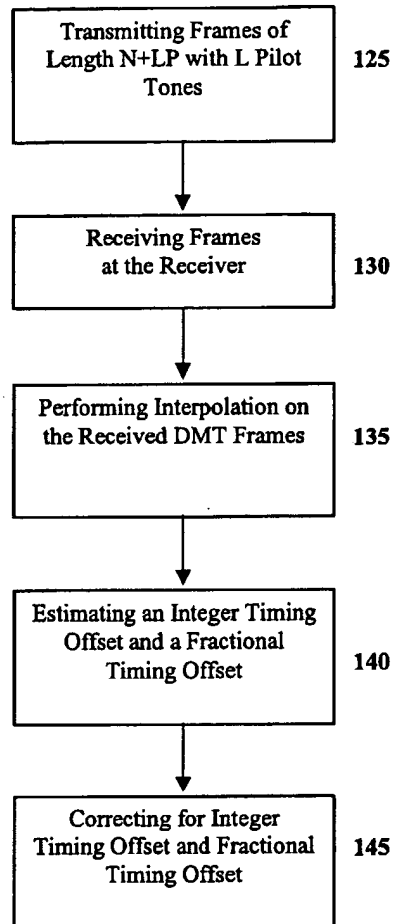 Transmitting Frames of
Length N+LP with L Pilot
Tones
125
Receiving Frames
at the Receiver
130
Performing Interpolation on
the Received DMT Frames
135
Estimating an Integer Timing
Offset and a Fractional
Timing Offset
140
Correcting for Integer
Timing Offset and Fractional
Timing Offset
145